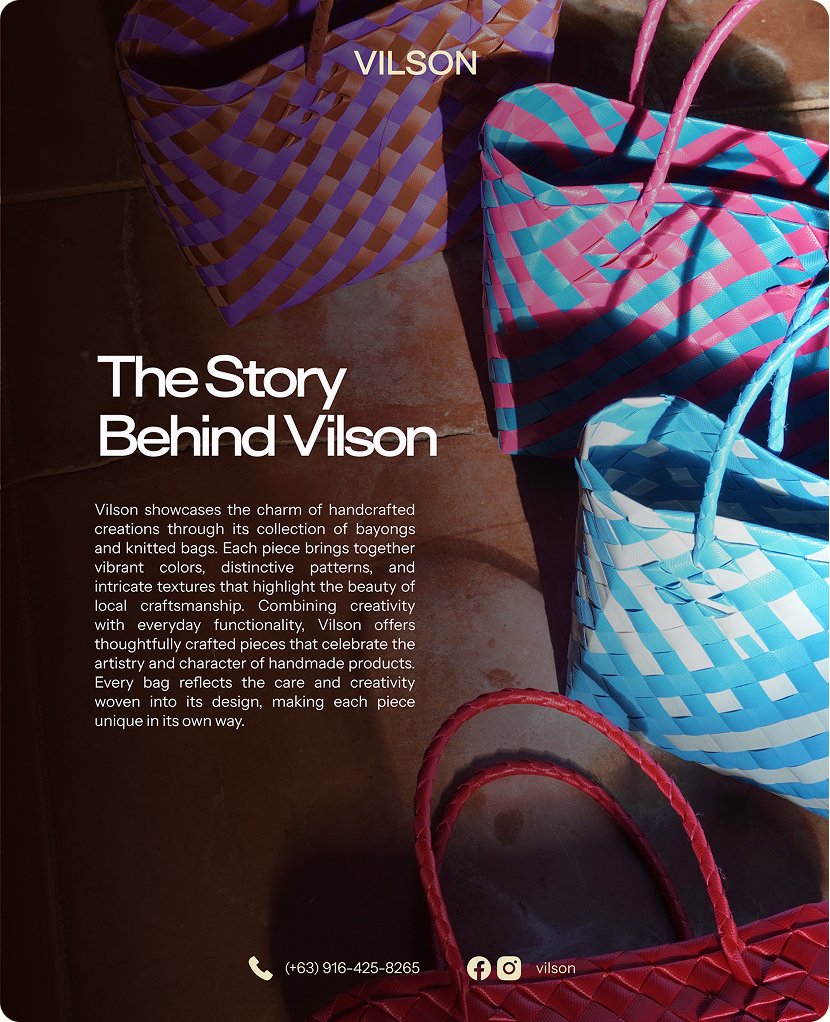 VILSON
The Story
Behind Vilson
Vilson showcases the charm of handcrafted
creations through its collection of bayongs
and knitted bags. Each piece brings together
vibrant colors, distinctive patterns, and
intricate textures that highlight the beauty of
local craftsmanship. Combining creativity
with everyday functionality, Vilson offers
thoughtfully crafted pieces that celebrate the
artistry and character of handmade products.
Every bag reflects the care and creativity
woven into its design, making each piece
unique in its own way.
(+63) 916-425-8265
vilson